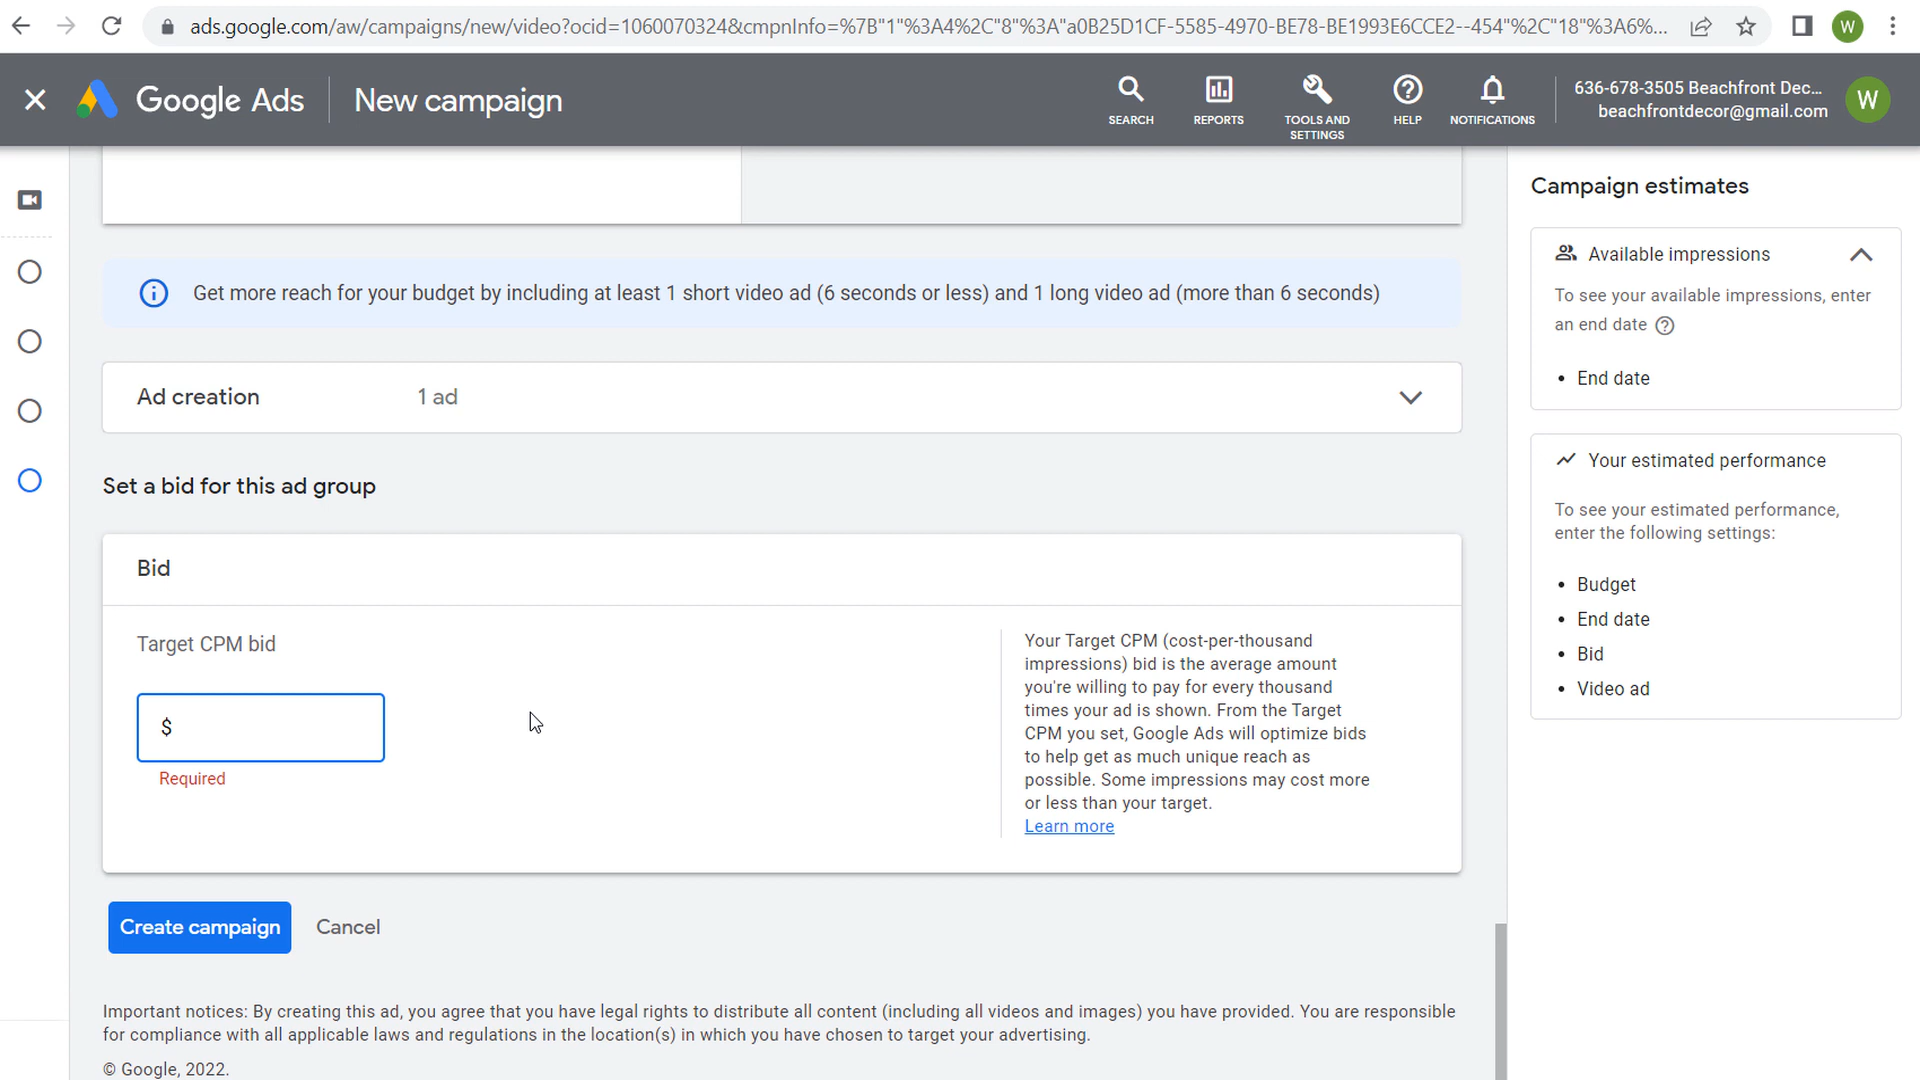 ads.google.com/aw/campaigns/new/video?ocid=1060070324&cmpnInfo=%7B"1"%3A4%2C"8"%3A"a0B25D1CF-5585-4970-BE78-BE1993E6CCE2--454"%2C"18"%3A6%...
W
Google Ads
New campaign
SEARCH
REPORTS
TOOLS AND
SETTINGS
HELP
NOTIFICATIONS
636-678-3505 Beachfront Dec...
beachfrontdecor@gmail.com
W
Get more reach for your budget by including at least 1 short video ad (6 seconds or less) and 1 long video ad (more than 6 seconds)
Ad creation
1 ad
Set a bid for this ad group
Bid
Target CPM bid
$
Required
Your Target CPM (cost-per-thousand
impressions) bid is the average amount
you're willing to pay for every thousand
times your ad is shown. From the Target
CPM you set, Google Ads will optimize bids
to help get as much unique reach as
possible. Some impressions may cost more
or less than your target.
Learn more
Create campaign
Cancel
Important notices: By creating this ad, you agree that you have legal rights to distribute all content (including all videos and images) you have provided. You are responsible
for compliance with all applicable laws and regulations in the location(s) in which you have chosen to target your advertising.
© Google, 2022.
Campaign estimates
Available impressions
To see your available impressions, enter
an end date
• End date
Your estimated performance
To see your estimated performance,
enter the following settings:
• Budget
• End date
• Bid
• Video ad